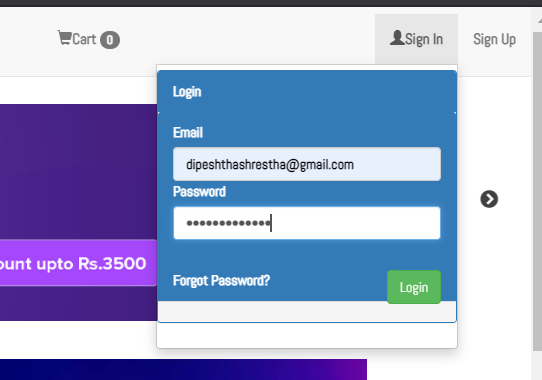 Cart 0
Sign In
Sign Up
Login
Email
dipeshthashrestha@gmail.com
Password
ount upto Rs.3500
Forgot Password?
Login